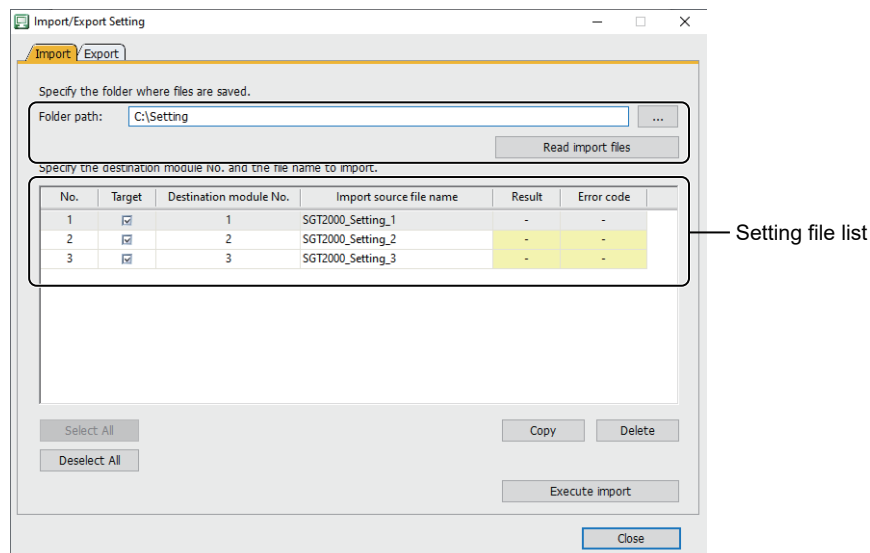 Import/Export Setting
Import Export
Specify the folder where files are saved.
Folder path: C:\Setting ...
Read import files
Specify the destination module No. and the file name to import.
No. Target Destination module No. Import source file name Result Error code
1 1 SGT2000_Setting_1 - -
2 2 SGT2000_Setting_2 - -
3 3 SGT2000_Setting_3 - -
Setting file list
Select All Copy Delete
Deselect All
Execute import
Close